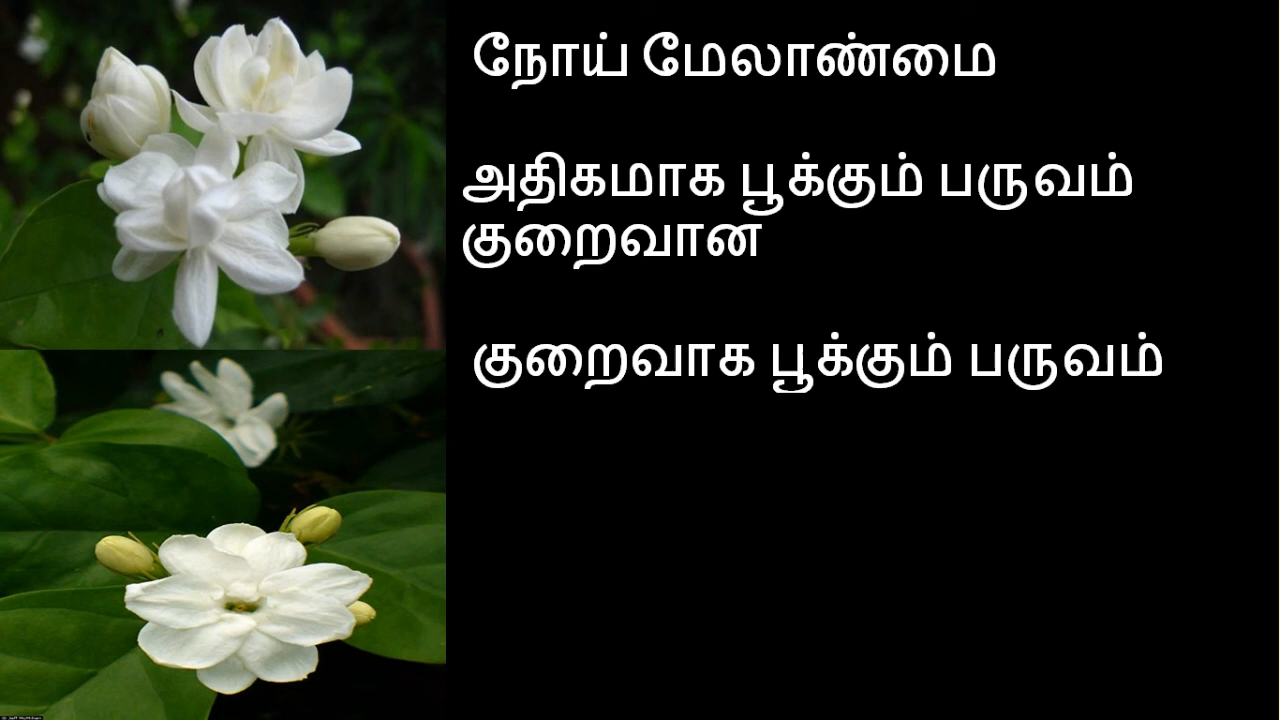 நோய் மேலாண்மை
அதிகமாக பூக்கும் பருவம்
குறைவான
குறைவாக பூக்கும் பருவம்